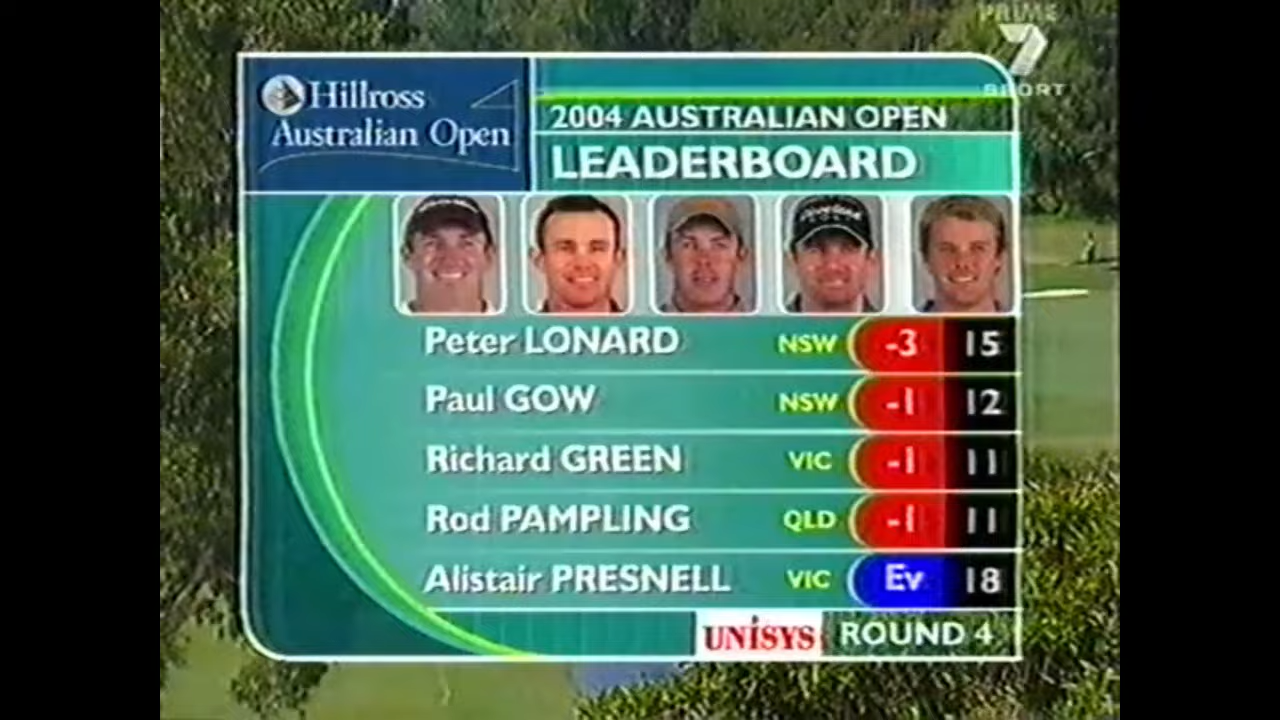 PRIME
7
SPORT
Hillross
Australian Open
2004 AUSTRALIAN OPEN
LEADERBOARD
Peter LONARD NSW -3 15
Paul GOW NSW -1 12
Richard GREEN VIC -1 11
Rod PAMPLING QLD -1 11
Alistair PRESNELL VIC Ev 18
UNISYS ROUND 4